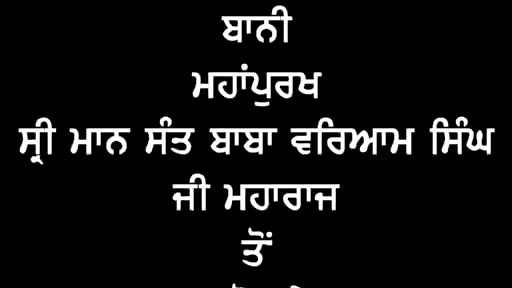 ਬਾਨੀ
ਮਹਾਂਪੁਰਖ
ਸ੍ਰੀ ਮਾਨ ਸੰਤ ਬਾਬਾ ਵਰਿਆਮ ਸਿੰਘ
ਜੀ ਮਹਾਰਾਜ
ਤੋਂ